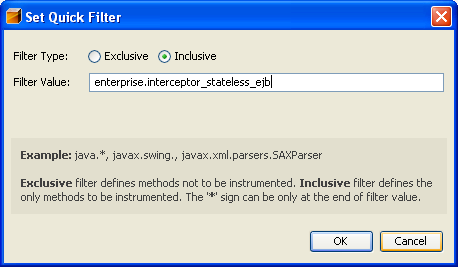 Set Quick Filter
Filter Type: Exclusive Inclusive
Filter Value: enterprise.interceptor_stateless_ejb
Example: java.*, javax.swing., javax.xml.parsers.SAXParser
Exclusive filter defines methods not to be instrumented. Inclusive filter defines the
only methods to be instrumented. The '*' sign can be only at the end of filter value.
OK Cancel